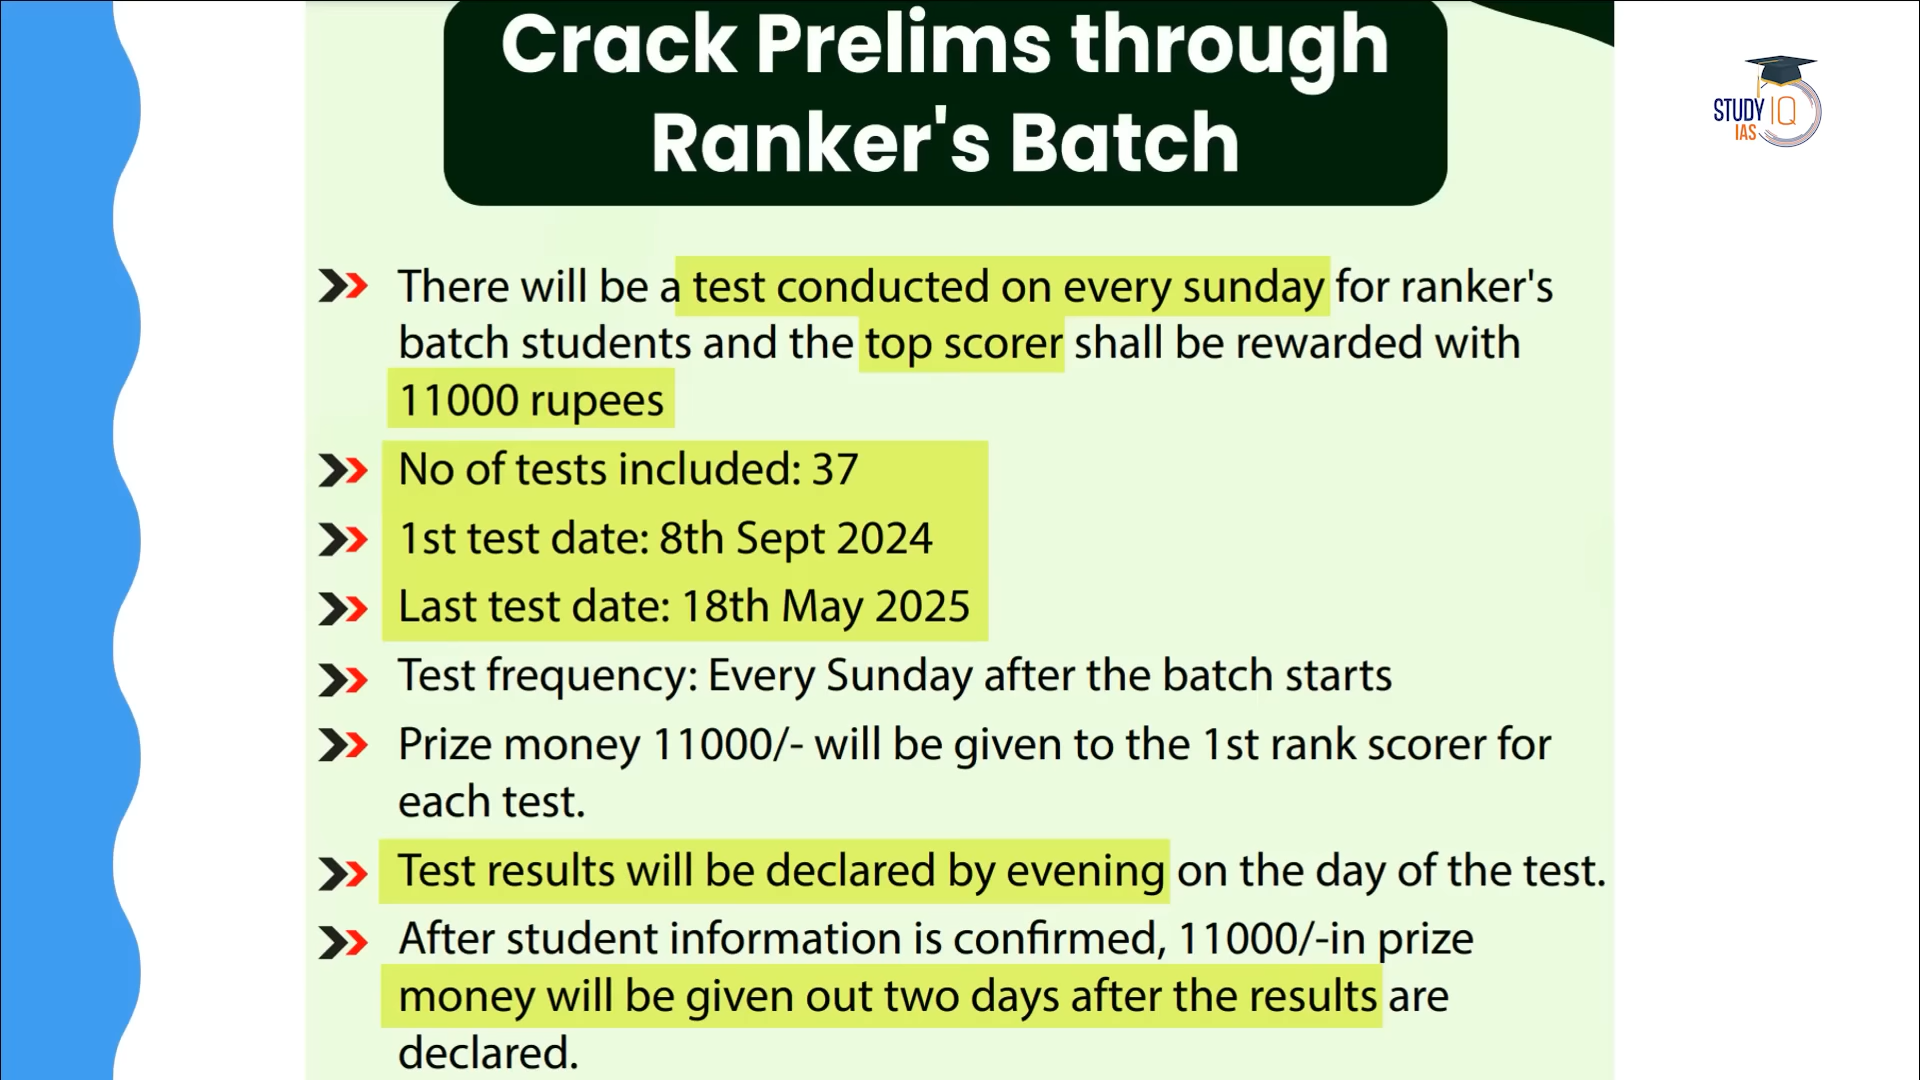 Crack Prelims through
Ranker's Batch
STUDY IQ
IAS
There will be a test conducted on every sunday for ranker's
batch students and the top scorer shall be rewarded with
11000 rupees
No of tests included: 37
1st test date: 8th Sept 2024
Last test date: 18th May 2025
Test frequency: Every Sunday after the batch starts
Prize money 11000/- will be given to the 1st rank scorer for
each test.
Test results will be declared by evening on the day of the test.
After student information is confirmed, 11000/-in prize
money will be given out two days after the results are
declared.